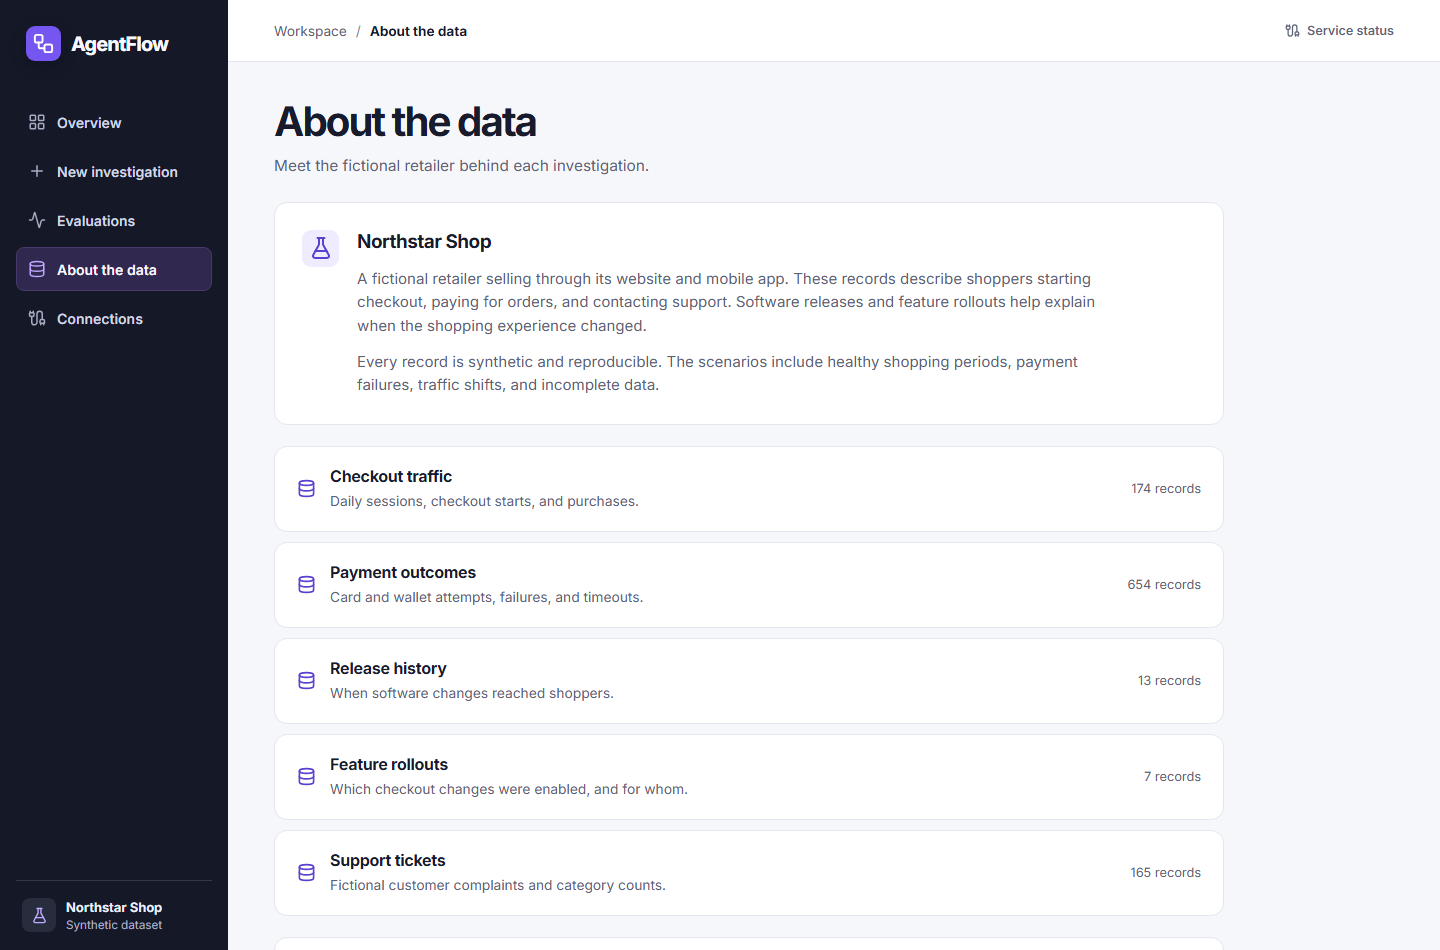 AgentFlow
Overview
New investigation
Evaluations
About the data
Connections
Northstar Shop
Synthetic dataset
Workspace / About the data
Service status
About the data
Meet the fictional retailer behind each investigation.
Northstar Shop
A fictional retailer selling through its website and mobile app. These records describe shoppers starting
checkout, paying for orders, and contacting support. Software releases and feature rollouts help explain
when the shopping experience changed.
Every record is synthetic and reproducible. The scenarios include healthy shopping periods, payment
failures, traffic shifts, and incomplete data.
Checkout traffic
Daily sessions, checkout starts, and purchases.
174 records
Payment outcomes
Card and wallet attempts, failures, and timeouts.
654 records
Release history
When software changes reached shoppers.
13 records
Feature rollouts
Which checkout changes were enabled, and for whom.
7 records
Support tickets
Fictional customer complaints and category counts.
165 records